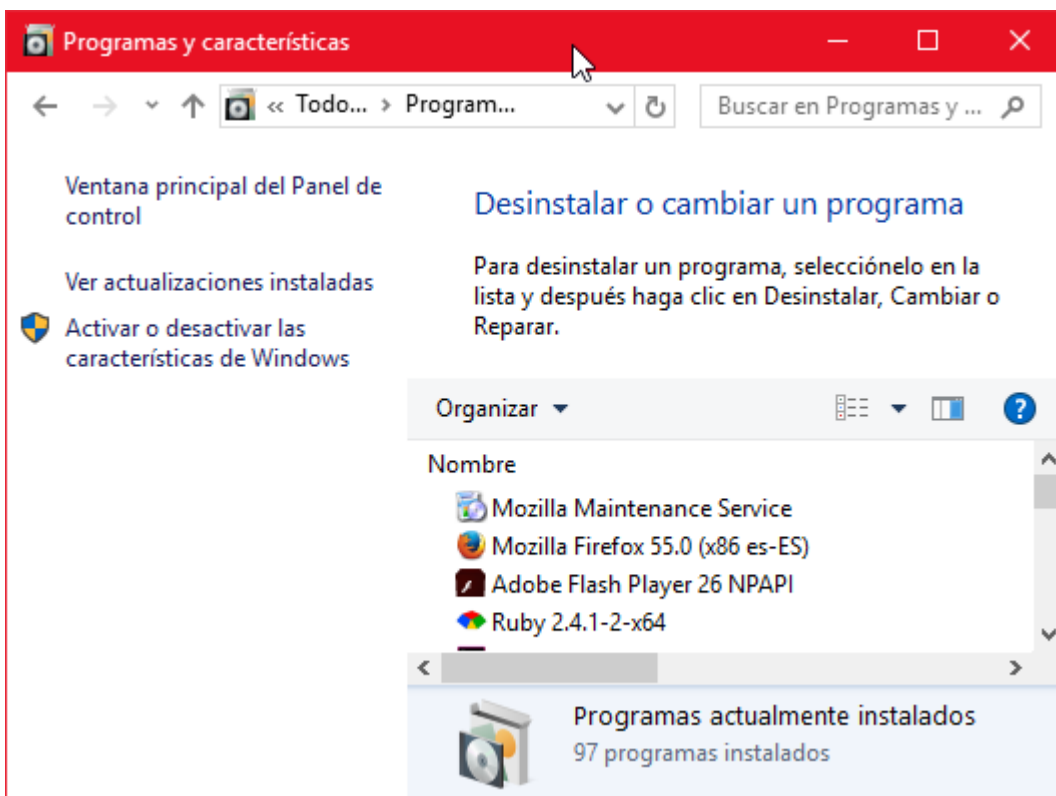 Programas y características
« Todo... › Program...
Buscar en Programas y ...
Ventana principal del Panel de
control
Ver actualizaciones instaladas
Activar o desactivar las
características de Windows
Desinstalar o cambiar un programa
Para desinstalar un programa, selecciónelo en la
lista y después haga clic en Desinstalar, Cambiar o
Reparar.
Organizar
Nombre
Mozilla Maintenance Service
Mozilla Firefox 55.0 (x86 es-ES)
Adobe Flash Player 26 NPAPI
Ruby 2.4.1-2-x64
Programas actualmente instalados
97 programas instalados